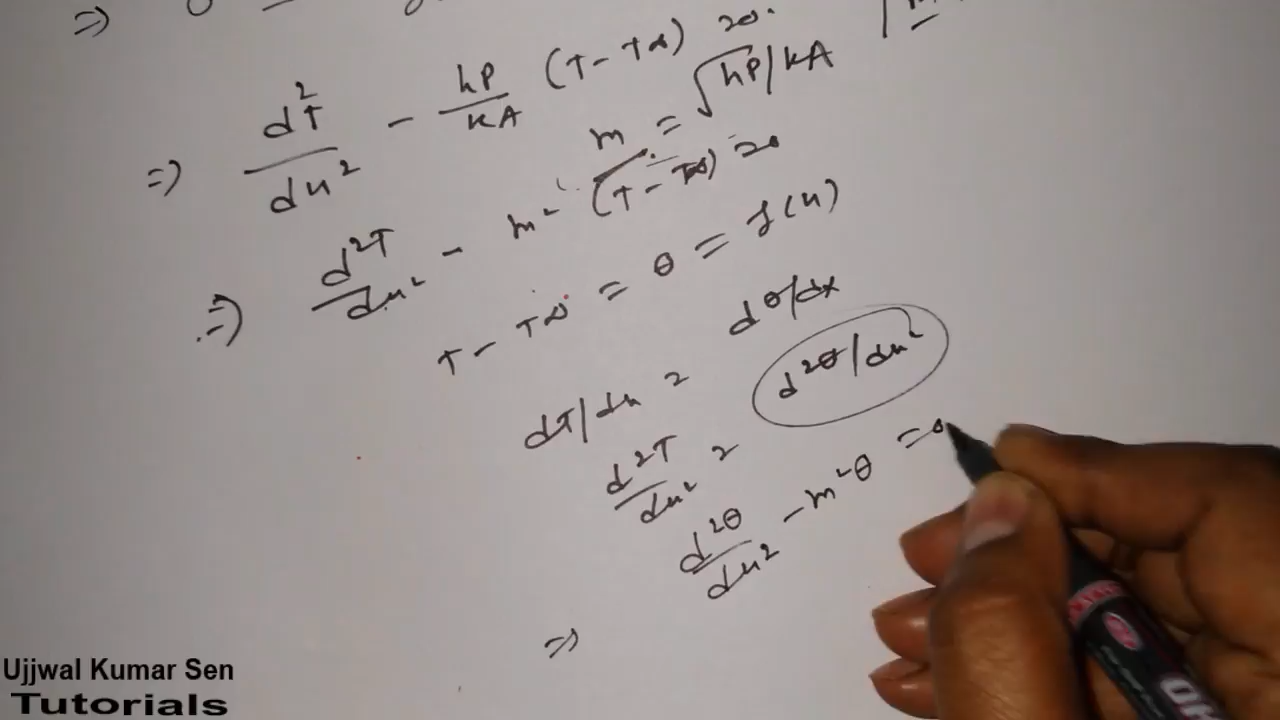 =>
=> d²T/dx² - hP/kA (T - T∞) = 0.
m = √hP/kA
=> d²T/dx² - m² (T - T∞) = 0
T - T∞ = θ = f(x)
dT/dx = dθ/dx
d²T/dx² = d²θ/dx²
d²θ/dx² - m²θ = 0
=>
Ujjwal Kumar Sen
Tutorials